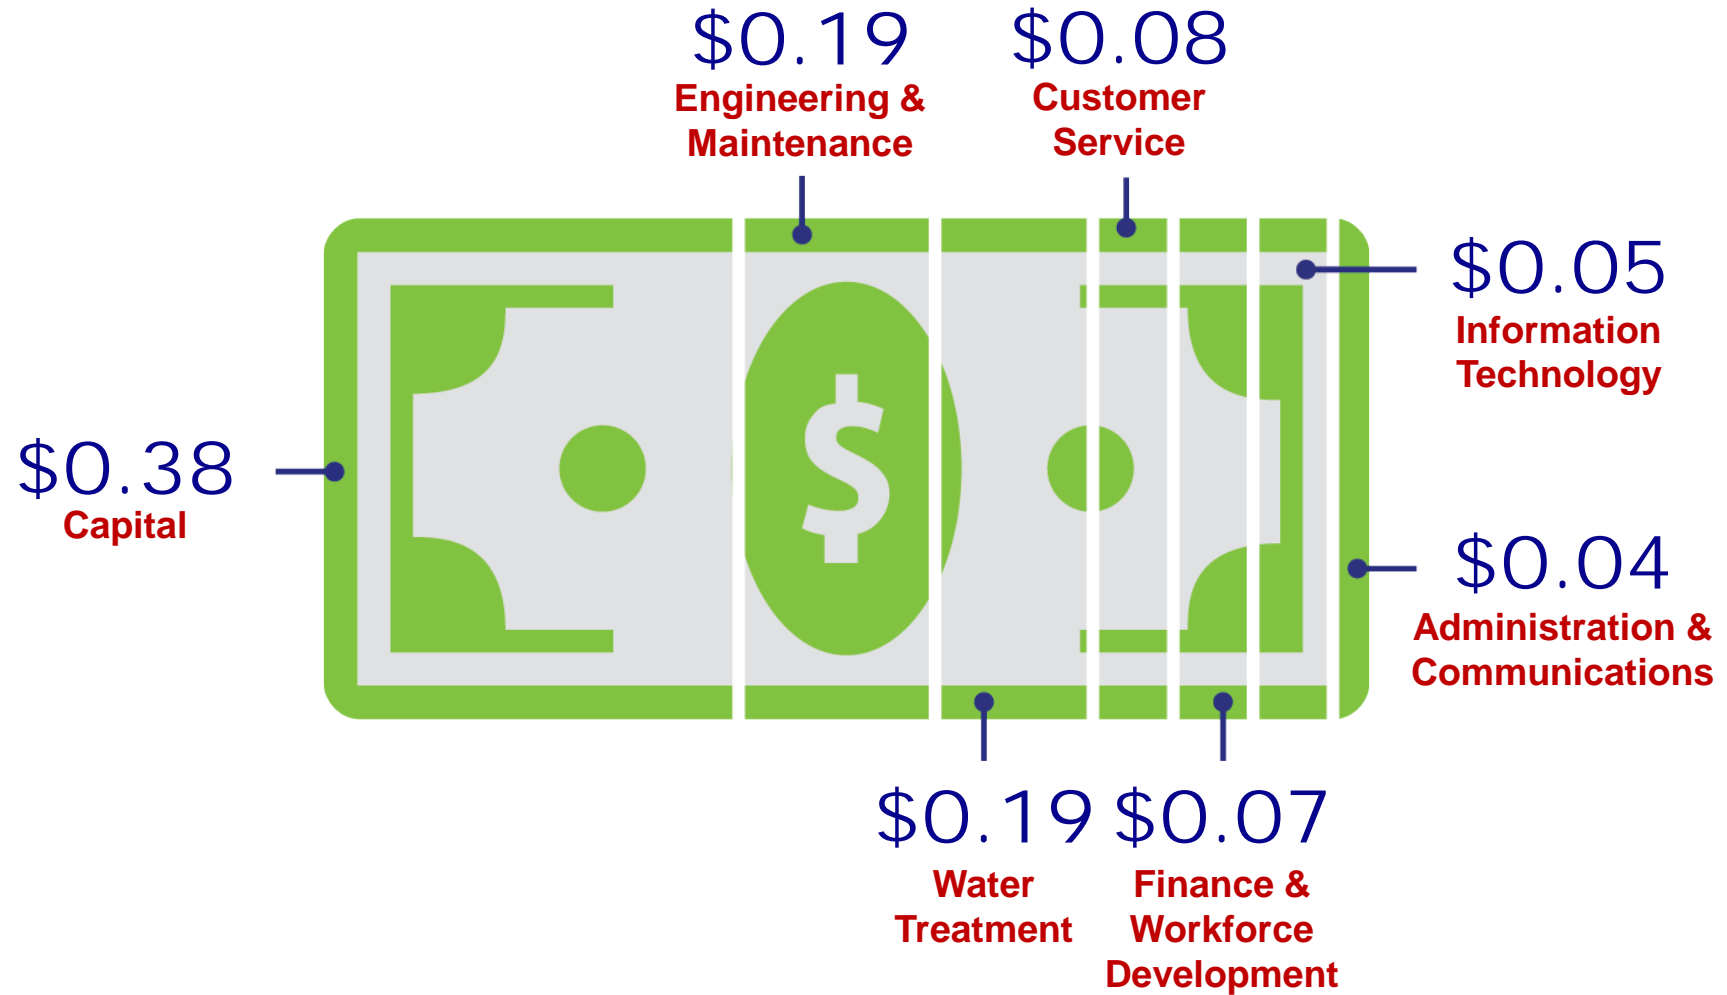 $0.19
Engineering &
Maintenance
$0.08
Customer
Service
$0.05
Information
Technology
$0.38
Capital
$
$0.04
Administration &
Communications
$0.19
Water
Treatment
$0.07
Finance &
Workforce
Development